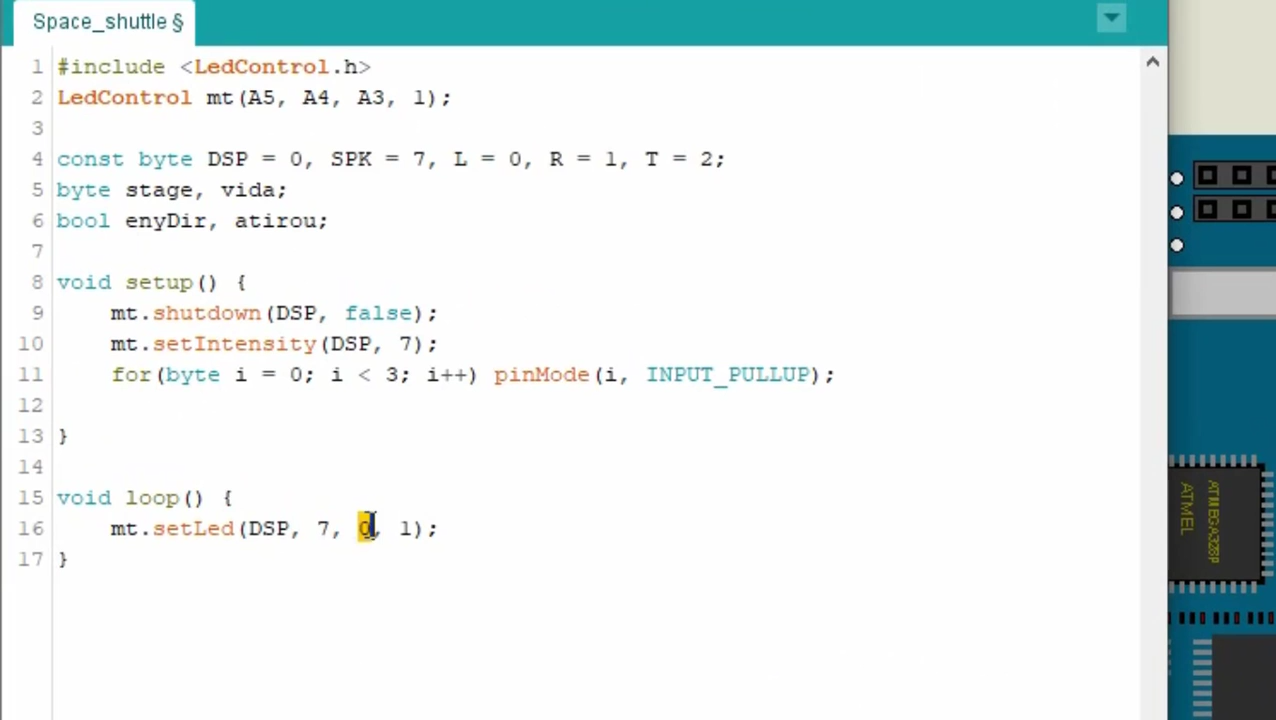 Space_shuttle §
1 #include <LedControl.h>
2 LedControl mt(A5, A4, A3, 1);
3
4 const byte DSP = 0, SPK = 7, L = 0, R = 1, T = 2;
5 byte stage, vida;
6 bool enyDir, atirou;
7
8 void setup() {
9 mt.shutdown(DSP, false);
10 mt.setIntensity(DSP, 7);
11 for(byte i = 0; i < 3; i++) pinMode(i, INPUT_PULLUP);
12
13 }
14
15 void loop() {
16 mt.setLed(DSP, 7, 0, 1);
17 }
ATMEGA328P
ATMEL